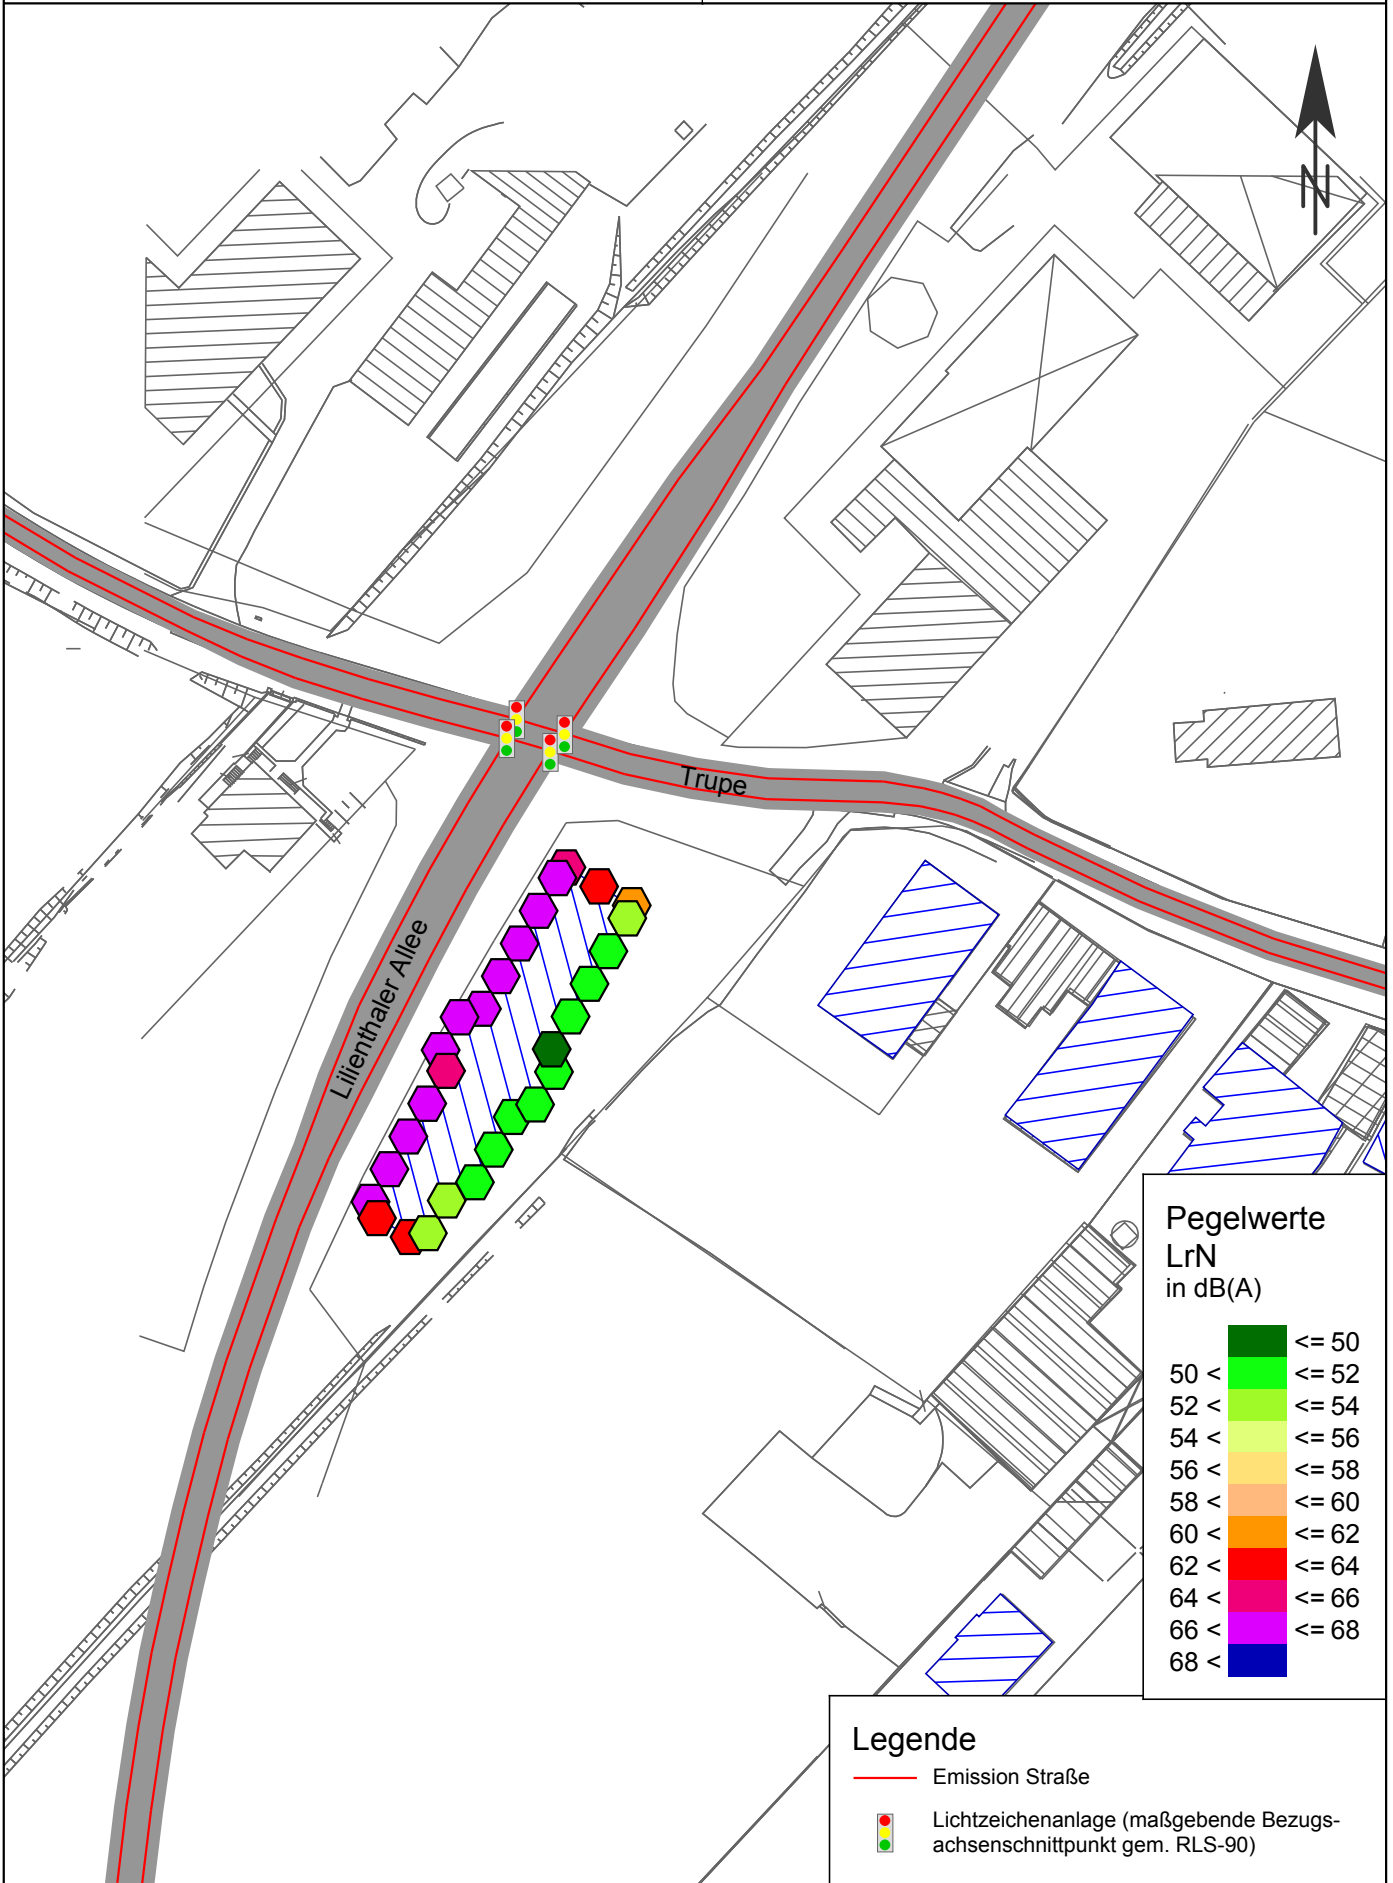 N
Trupe
Lilienthaler Allee
Pegelwerte
LrN
in dB(A)
<= 50
50 < <= 52
52 < <= 54
54 < <= 56
56 < <= 58
58 < <= 60
60 < <= 62
62 < <= 64
64 < <= 66
66 < <= 68
68 <
Legende
Emission Straße
Lichtzeichenanlage (maßgebende Bezugs-
achsenschnittpunkt gem. RLS-90)